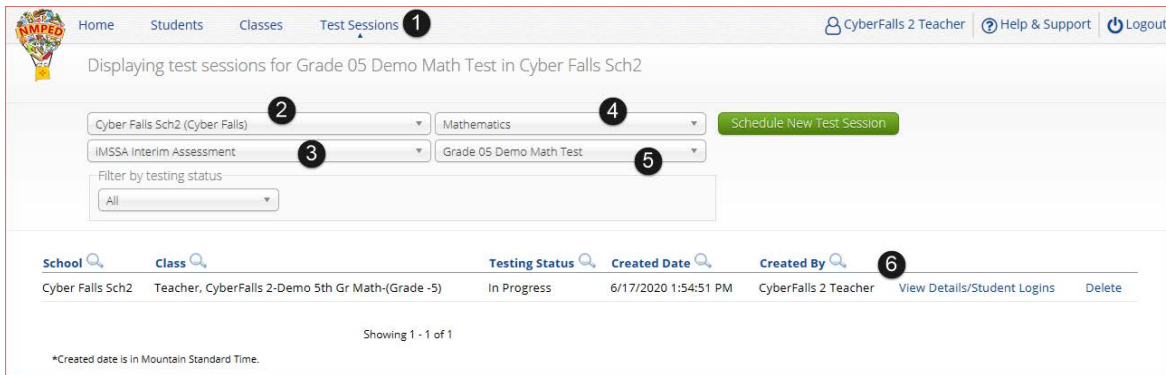 NMPED Home Students Classes Test Sessions 1 CyberFalls 2 Teacher ? Help & Support Logout
Displaying test sessions for Grade 05 Demo Math Test in Cyber Falls Sch2
2 4
Cyber Falls Sch2 (Cyber Falls) Mathematics Schedule New Test Session
iMSSA Interim Assessment 3 Grade 05 Demo Math Test 5
Filter by testing status
All
School Class Testing Status Created Date Created By 6
Cyber Falls Sch2 Teacher, CyberFalls 2-Demo 5th Gr Math-(Grade -5) In Progress 6/17/2020 1:54:51 PM CyberFalls 2 Teacher View Details/Student Logins Delete
Showing 1 - 1 of 1
*Created date is in Mountain Standard Time.